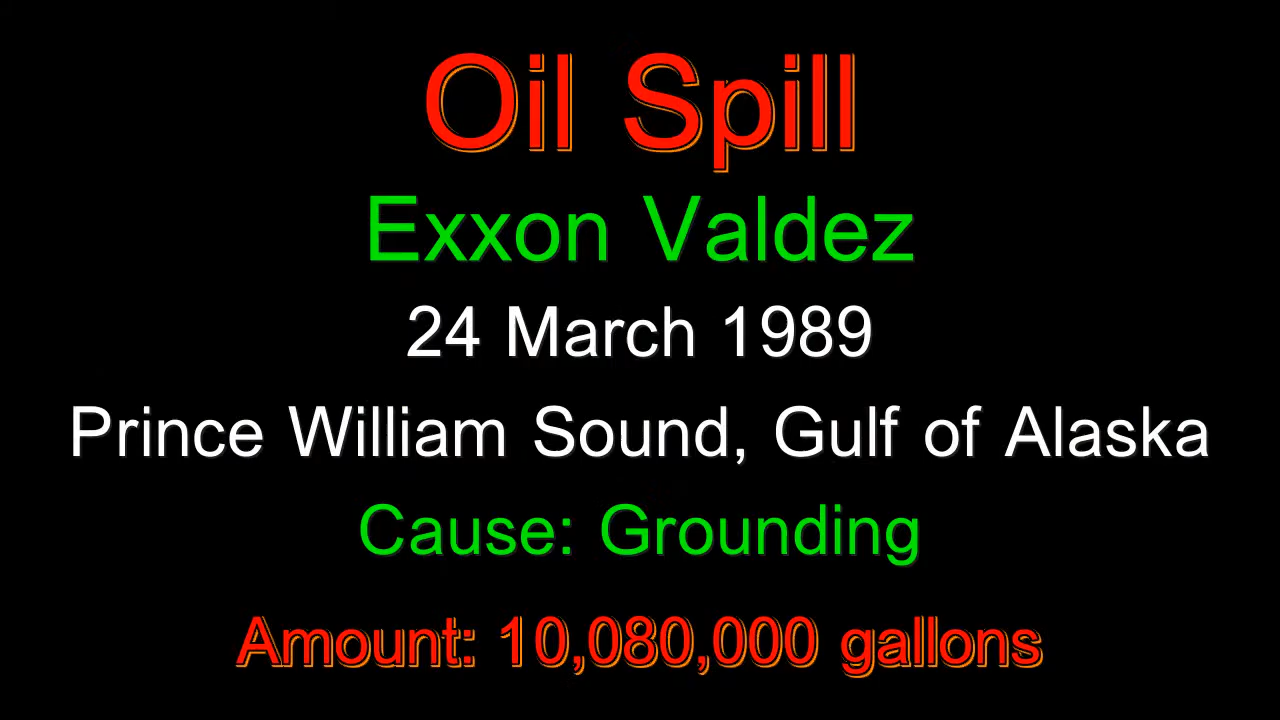 Oil Spill
Exxon Valdez
24 March 1989
Prince William Sound, Gulf of Alaska
Cause: Grounding
Amount: 10,080,000 gallons